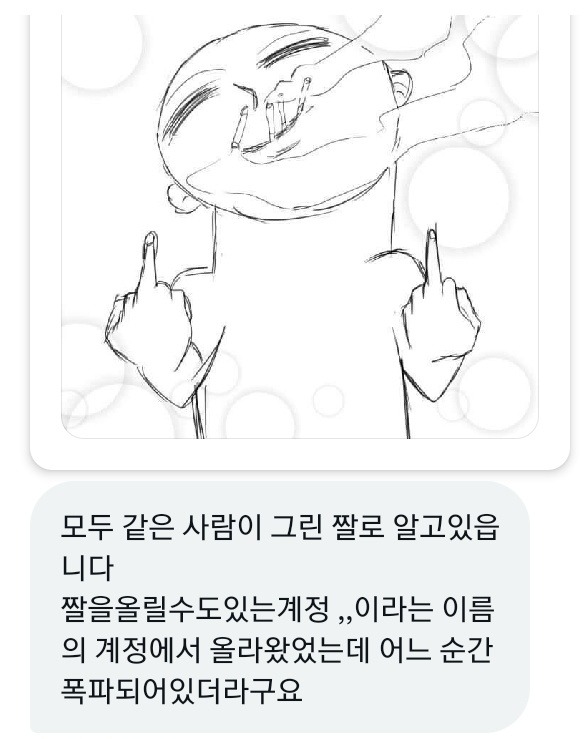 모두 같은 사람이 그린 짤로 알고있읍
니다
짤을올릴수도있는계정 ,,이라는 이름
의 계정에서 올라왔었는데 어느 순간
폭파되어있더라구요